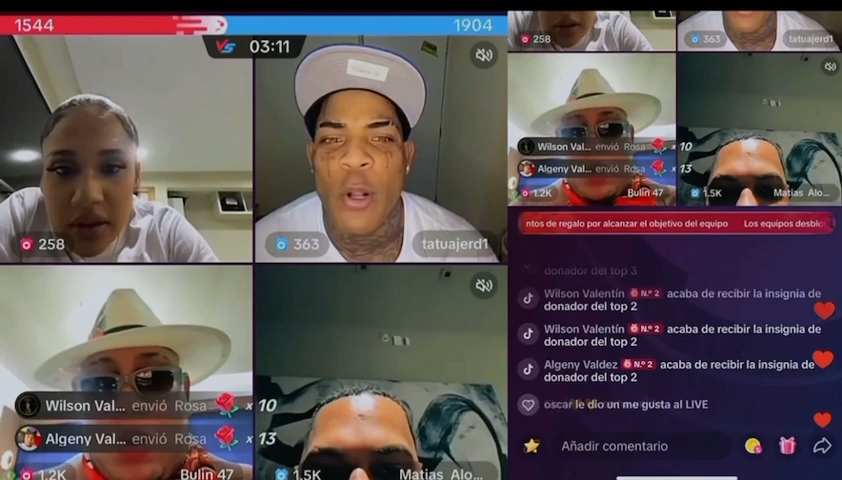 1544
1904
VS 03:11
258
363
tatuajerd1
Wilson Val... envió Rosa x 10
Algeny Valdez envió Rosa x 13
1.2K
Bulin 47
1.5K
Matias Alo...
258
363
tatuajerd1
Wilson Val... envió Rosa x 10
Algeny Val... envió Rosa x 13
1.2K
Bulin 47
1.5K
Matias Alo...
ntos de regalo por alcanzar el objetivo del equipo Los equipos desblo
donador del top 3
Wilson Valentín N.º 2 acaba de recibir la insignia de
donador del top 2
Wilson Valentín N.º 2 acaba de recibir la insignia de
donador del top 2
Algeny Valdez N.º 2 acaba de recibir la insignia de
donador del top 2
oscar le dio un me gusta al LIVE
Añadir comentario